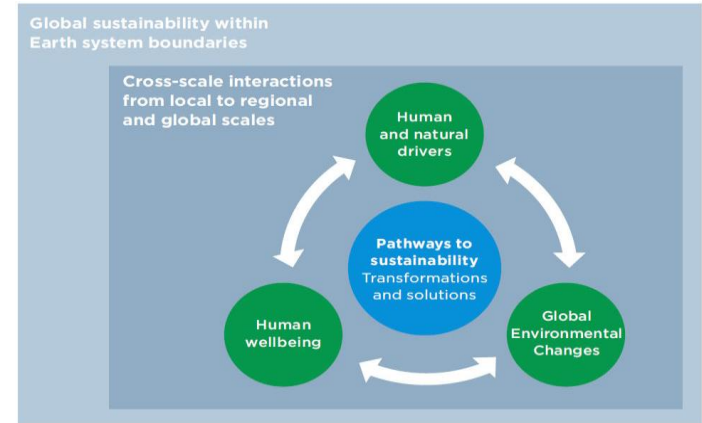 Global sustainability within
Earth system boundaries
Cross-scale interactions
from local to regional
and global scales
Human
and natural
drivers
Pathways to
sustainability
Transformations
and solutions
Human
wellbeing
Global
Environmental
Changes